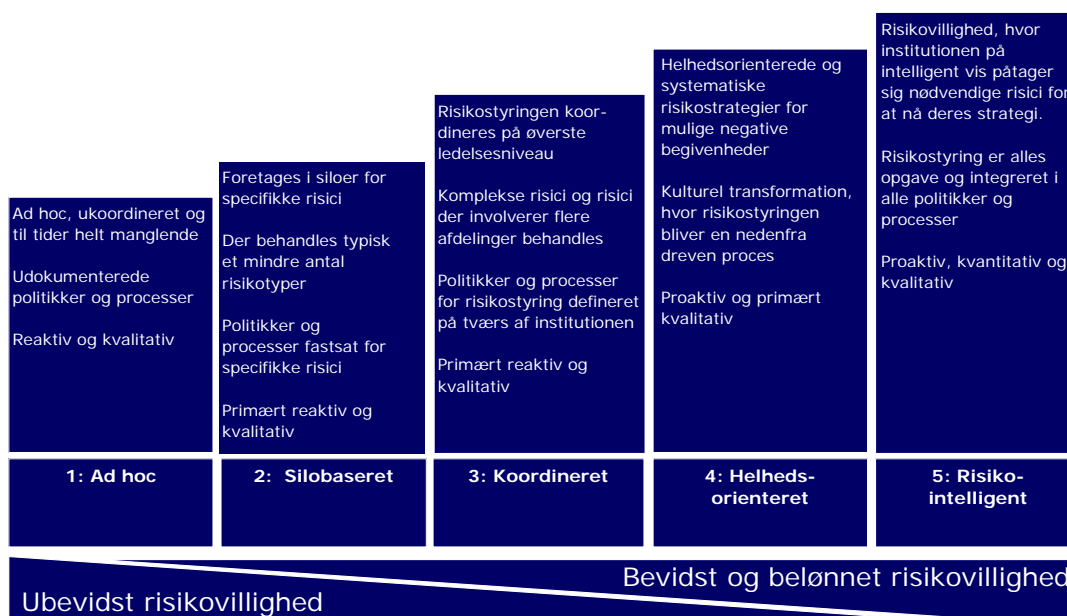 Ad hoc, ukoordineret og
til tider helt manglende
Udokumenterede
politikker og processer
Reaktiv og kvalitativ
Foretages i siloer for
specifikke risici
Der behandles typisk
et mindre antal
risikotyper
Politikker og
processer fastsat for
specifikke risici
Primært reaktiv og
kvalitativ
Risikostyringen koor-
dineres på øverste
ledelsesniveau
Komplekse risici og risici
der involverer flere
afdelinger behandles
Politikker og processer
for risikostyring defineret
på tværs af institutionen
Primært reaktiv og
kvalitativ
Helhedsorienterede og
systematiske
risikostrategier for
mulige negative
begivenheder
Kulturel transformation,
hvor risikostyringen
bliver en nedenfra
dreven proces
Proaktiv og primært
kvalitativ
Risikovillighed, hvor
institutionen på
intelligent vis påtager
sig nødvendige risici for
at nå deres strategi.
Risikostyring er alles
opgave og integreret i
alle politikker og
processer
Proaktiv, kvantitativ og
kvalitativ
1: Ad hoc
2: Silobaseret
3: Koordineret
4: Helheds-
orienteret
5: Risiko-
intelligent
Bevidst og belønnet risikovillighed
Ubevidst risikovillighed